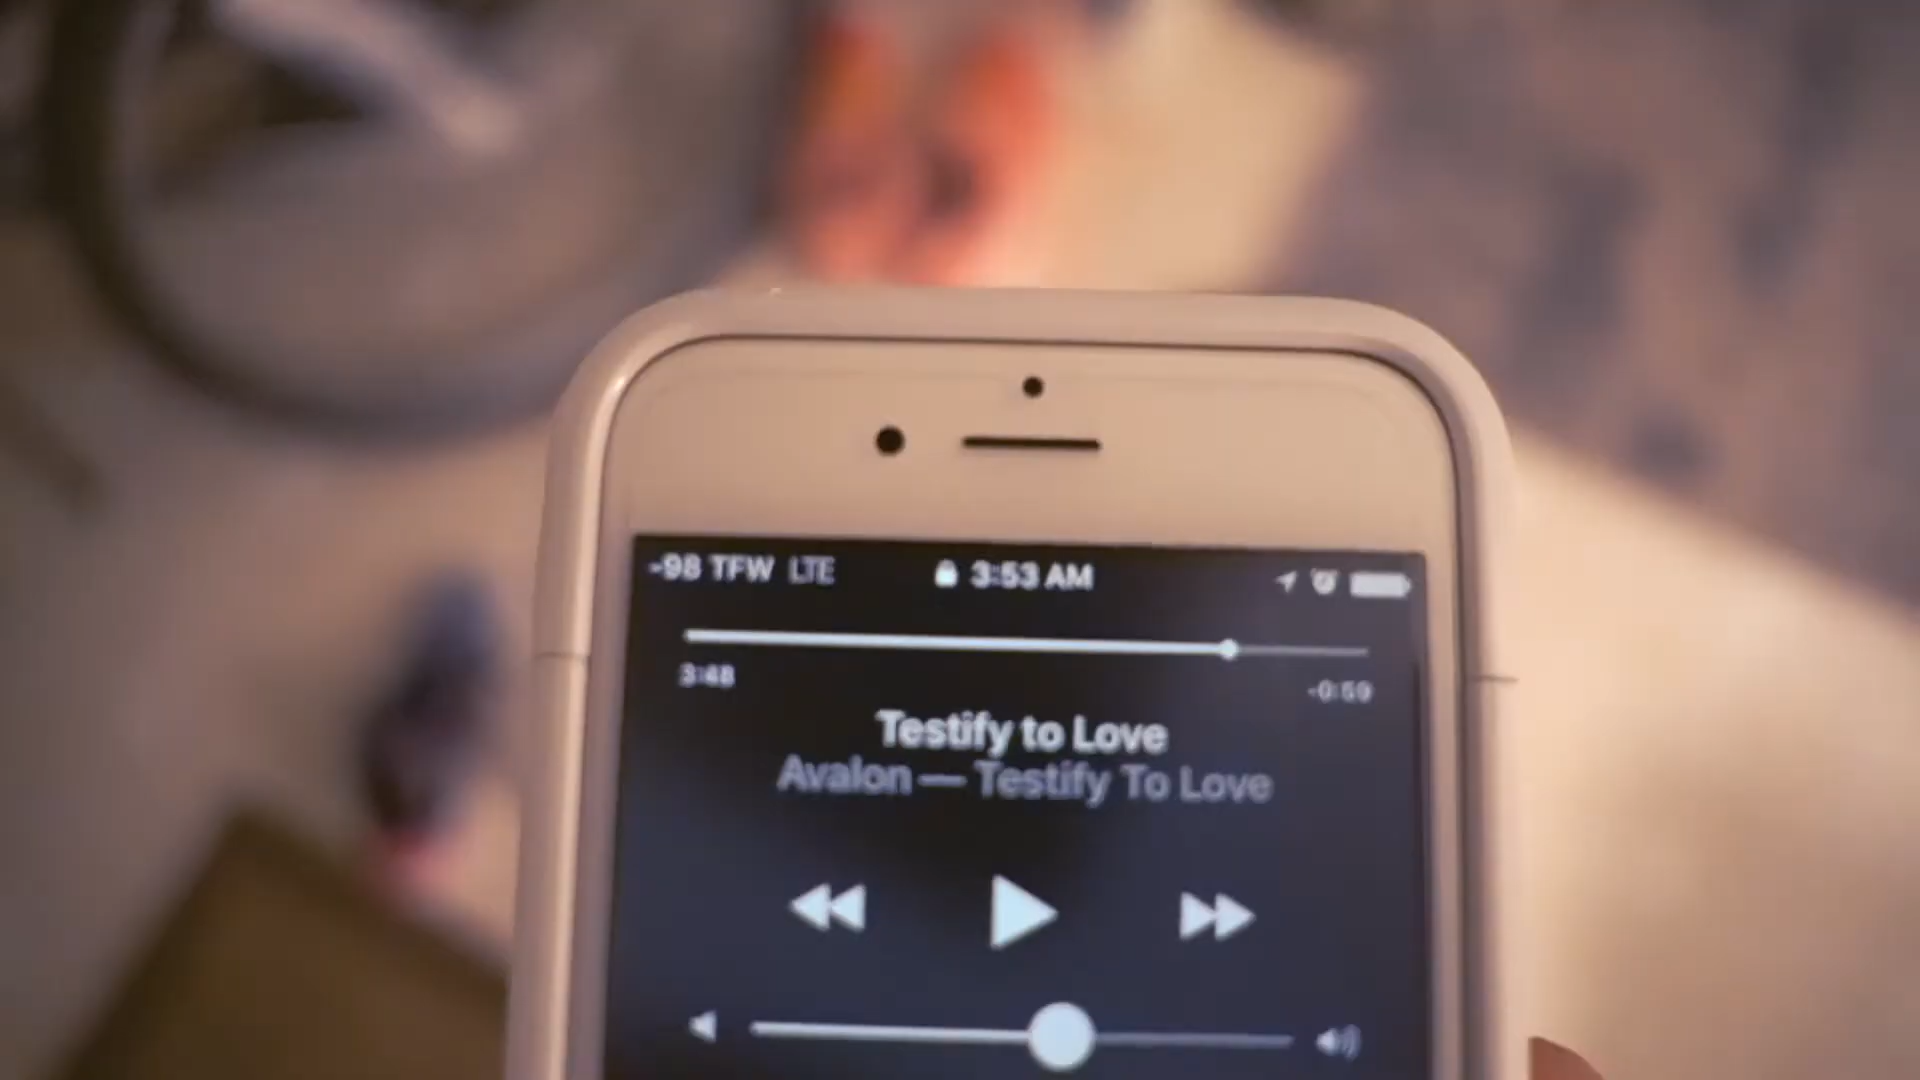 -98 TFW LTE 3:53 AM
3:48 -0:59
Testify to Love
Avalon — Testify To Love